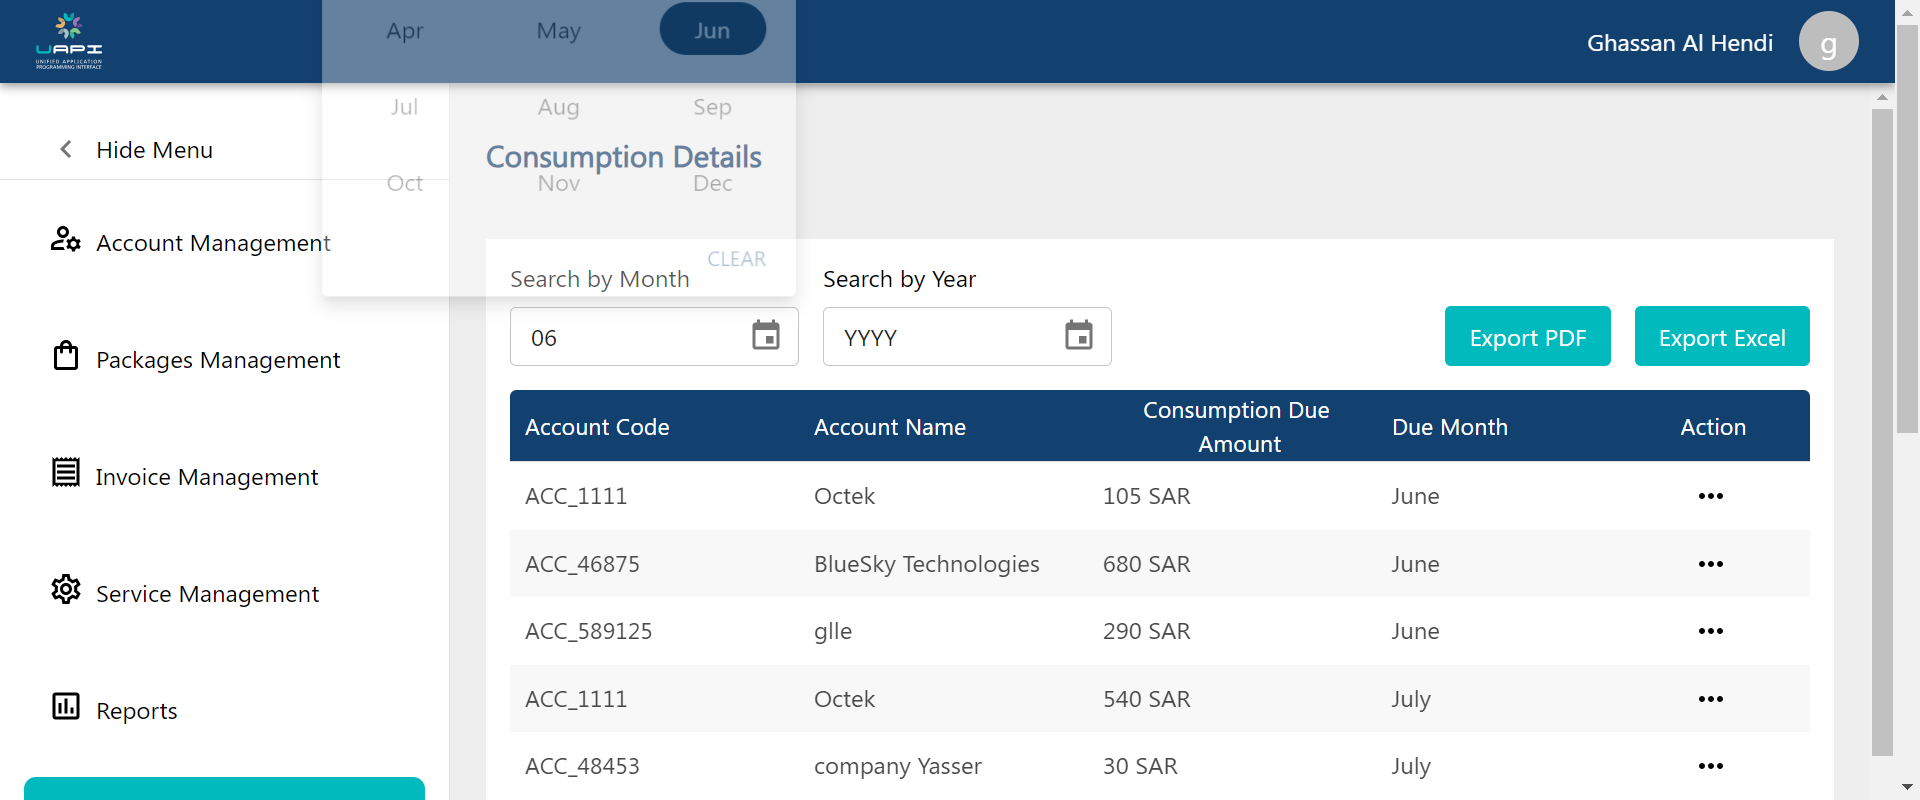 UAPI
UNIFIED APPLICATION
PROGRAMMING INTERFACE
Apr May Jun
Ghassan Al Hendi g
Jul Aug Sep
Hide Menu
Consumption Details
Oct Nov Dec
Account Management
CLEAR
Search by Month Search by Year
06 YYYY Export PDF Export Excel
Packages Management
Account Code Account Name Consumption Due Amount Due Month Action
Invoice Management
ACC_1111 Octek 105 SAR June
ACC_46875 BlueSky Technologies 680 SAR June
Service Management
ACC_589125 glle 290 SAR June
ACC_1111 Octek 540 SAR July
Reports
ACC_48453 company Yasser 30 SAR July